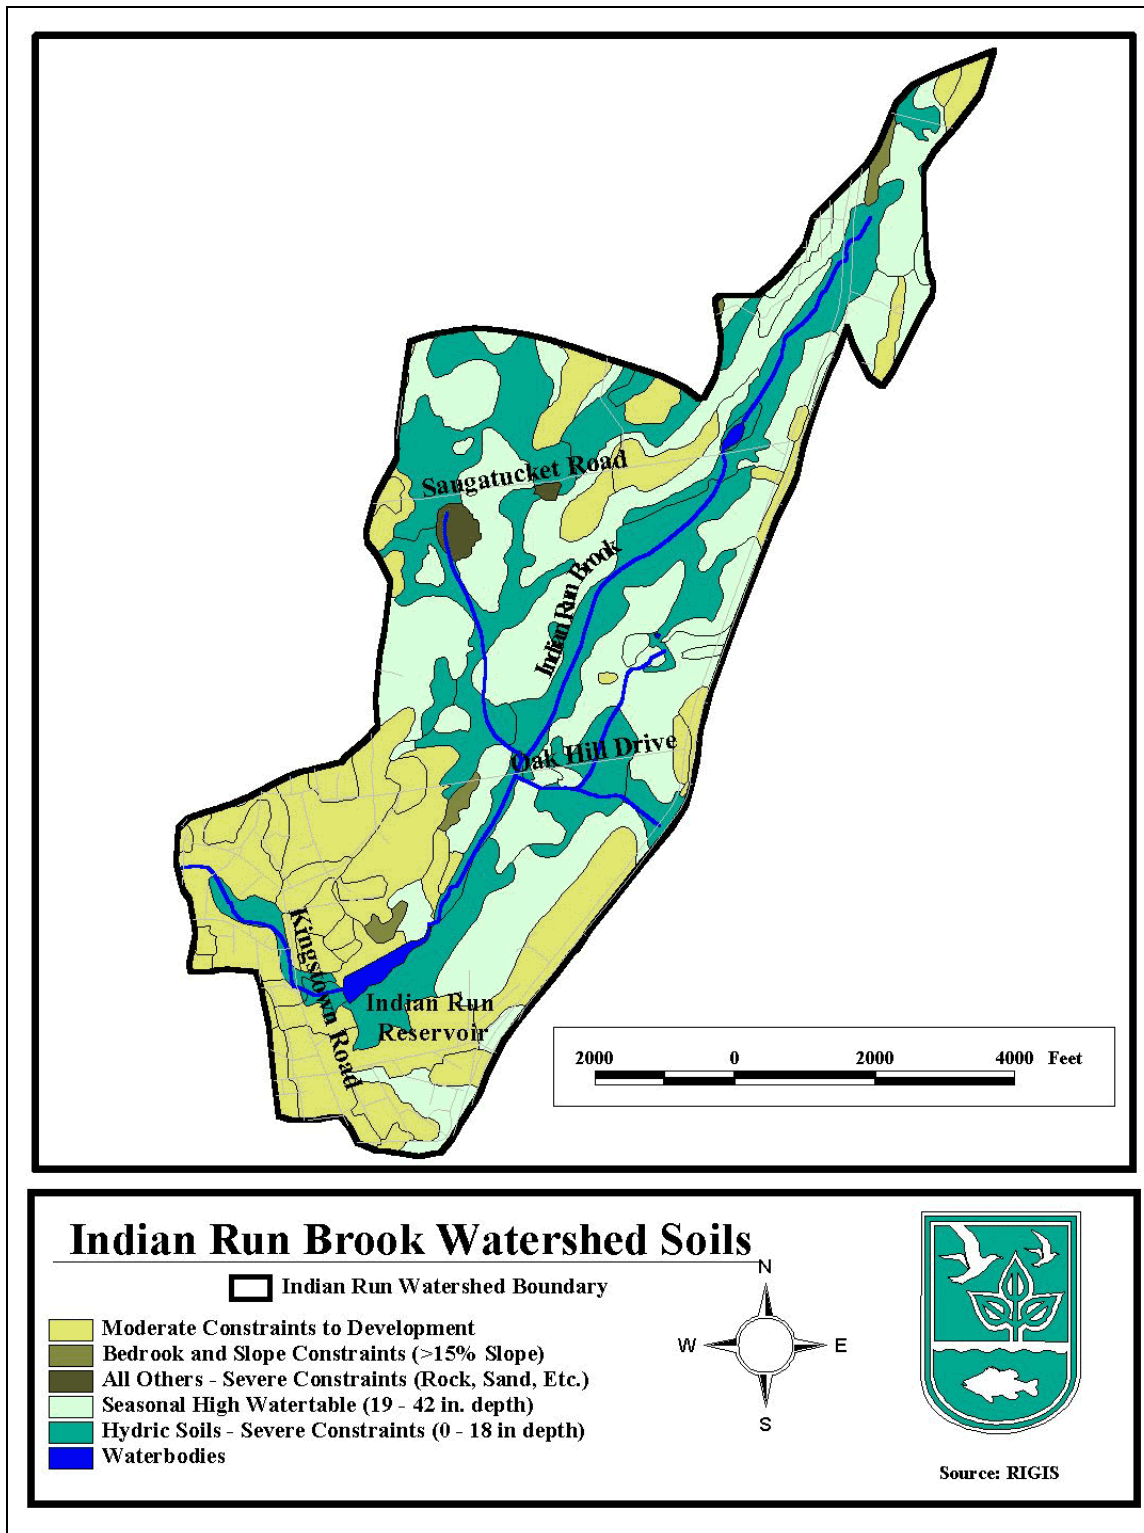 Saugatucket Road
Indian Run Brook
Oak Hill Drive
Kingstown Road
Indian Run
Reservoir
2000 0 2000 4000 Feet
Indian Run Brook Watershed Soils
Indian Run Watershed Boundary
Moderate Constraints to Development
Bedrook and Slope Constraints (>15% Slope)
All Others - Severe Constraints (Rock, Sand, Etc.)
Seasonal High Watertable (19 - 42 in. depth)
Hydric Soils - Severe Constraints (0 - 18 in depth)
Waterbodies
N
W E
S
Source: RIGIS